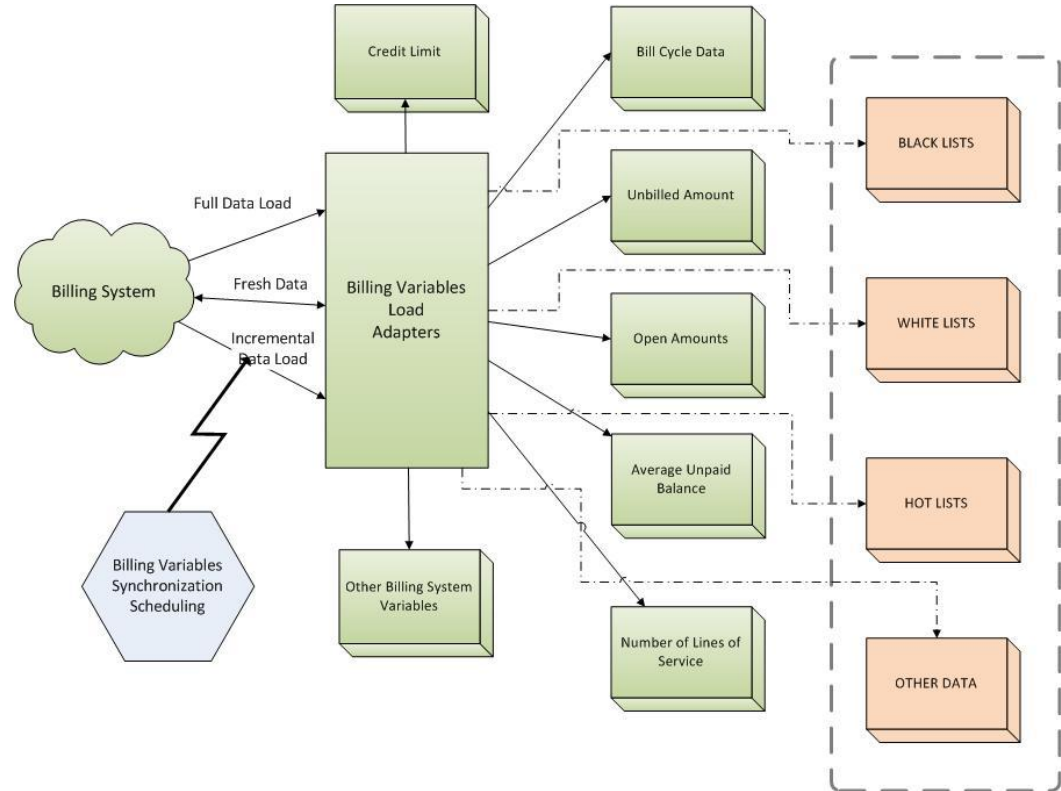 Credit Limit
Bill Cycle Data
BLACK LISTS
Unbilled Amount
Full Data Load
Billing System
Fresh Data
Billing Variables
Load
Adapters
WHITE LISTS
Open Amounts
Incremental
Data Load
Average Unpaid
Balance
HOT LISTS
Billing Variables
Synchronization
Scheduling
Other Billing System
Variables
Number of Lines of
Service
OTHER DATA